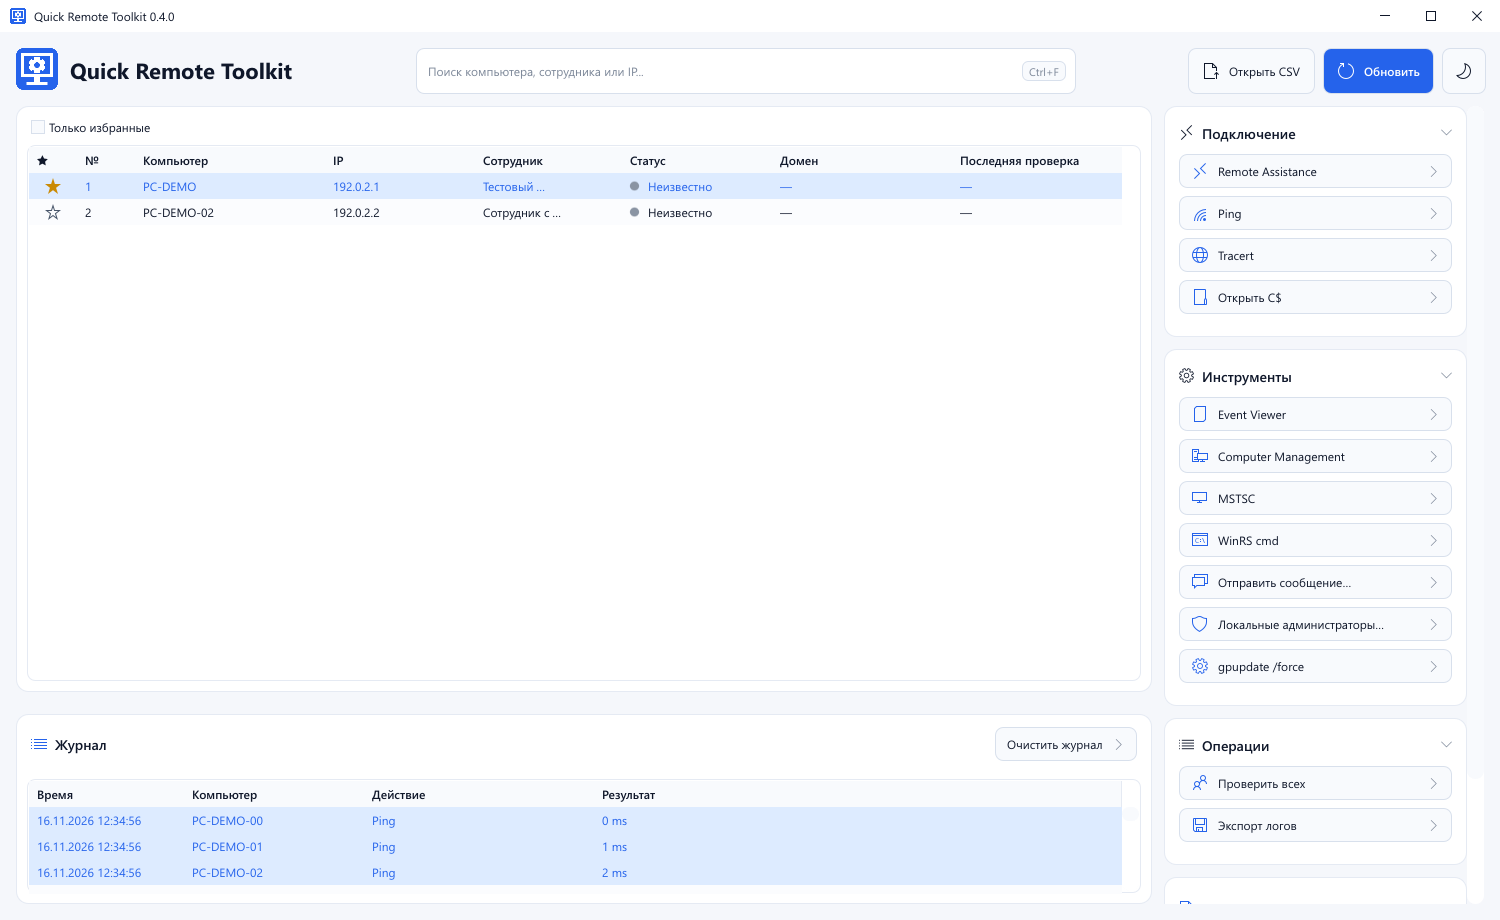 Quick Remote Toolkit 0.4.0
Quick Remote Toolkit
Поиск компьютера, сотрудника или IP...
Ctrl+F
Открыть CSV
Обновить
Только избранные
№ Компьютер IP Сотрудник Статус Домен Последняя проверка
1 PC-DEMO 192.0.2.1 Тестовый ... Неизвестно — —
2 PC-DEMO-02 192.0.2.2 Сотрудник с ... Неизвестно — —
Журнал
Очистить журнал
Время Компьютер Действие Результат
16.11.2026 12:34:56 PC-DEMO-00 Ping 0 ms
16.11.2026 12:34:56 PC-DEMO-01 Ping 1 ms
16.11.2026 12:34:56 PC-DEMO-02 Ping 2 ms
Подключение
Remote Assistance
Ping
Tracert
Открыть C$
Инструменты
Event Viewer
Computer Management
MSTSC
WinRS cmd
Отправить сообщение...
Локальные администраторы...
gpupdate /force
Операции
Проверить всех
Экспорт логов